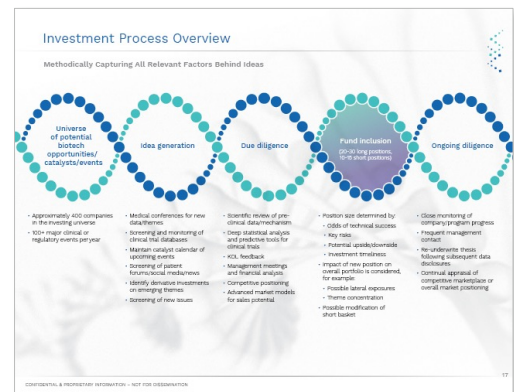 Investment Process Overview
Methodically Capturing All Relevant Factors Behind Ideas
Universe
of potential
biotech
opportunities/
catalysts/events
Idea generation
Due diligence
Fund inclusion
(20-30 long positions,
10-15 short positions)
Ongoing diligence
• Approximately 400 companies
in the investing universe
• 100+ major clinical or
regulatory events per year
• Medical conferences for new
data/themes
• Screening and monitoring of
clinical trial databases
• Maintain catalyst calendar of
upcoming events
• Screening of patient
forums/social media/news
• Identify derivative investments
on emerging themes
• Screening of new issues
• Scientific review of pre-
clinical data/mechanism
• Deep statistical analysis
and predictive tools for
clinical trials
• KOL feedback
• Management meetings
and financial analysis
• Competitive positioning
• Advanced market models
for sales potential
• Position size determined by
• Odds of technical success
• Key risks
• Potential upside/downside
• Investment timeliness
• Impact of new position on
overall portfolio is considered,
for example:
• Possible lateral exposures
• Theme concentration
• Possible modification of
short basket
• Close monitoring of
company/program progress
• Frequent management
contact
• Re-underwrite thesis
following subsequent data
disclosures
• Continual appraisal of
competitive marketplace or
overall market positioning
CONFIDENTIAL & PROPRIETARY INFORMATION – NOT FOR DISSEMINATION
17